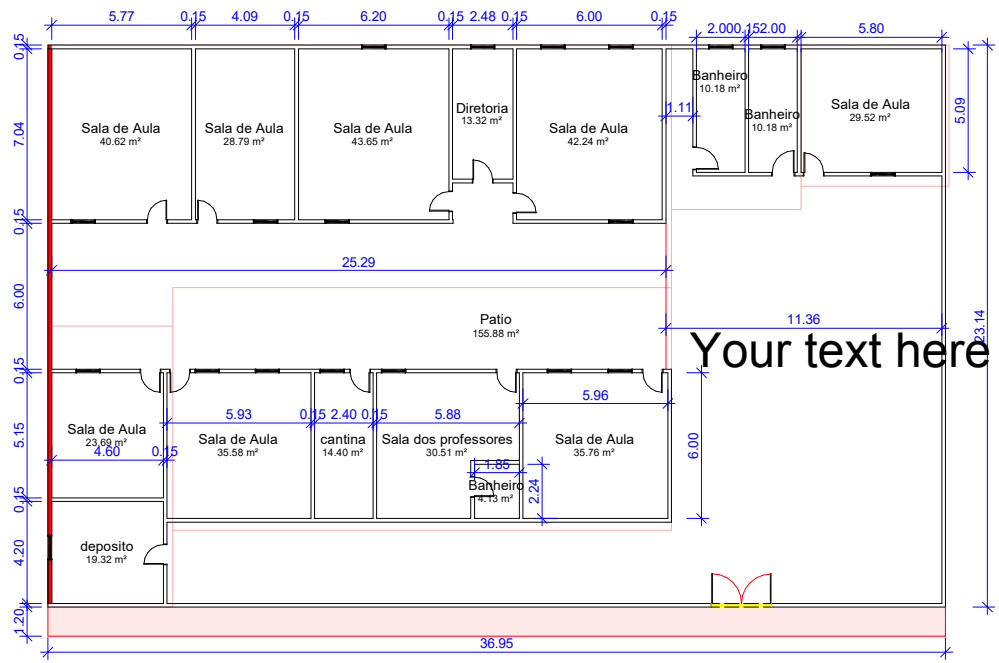 5.77 0.15 4.09 0.15 6.20 0.15 2.48 0.15 6.00 0.15
2.00 0.15 2.00 5.80
0.15
7.04
0.15
6.00
0.15
5.15
0.15
4.20
1.20
Sala de Aula
40.62 m²
Sala de Aula
28.79 m²
Sala de Aula
43.65 m²
Diretoria
13.32 m²
Sala de Aula
42.24 m²
1.11
Banheiro
10.18 m²
Banheiro
10.18 m²
Sala de Aula
29.52 m²
5.09
25.29
Patio
155.88 m²
11.36
23.14
Your text here
Sala de Aula
23.69 m²
4.60 0.15
5.93 0.15 2.40 0.15 5.88
5.96
Sala de Aula
35.58 m²
cantina
14.40 m²
Sala dos professores
30.51 m²
1.85
Banheiro
4.13 m²
2.24
Sala de Aula
35.76 m²
6.00
deposito
19.32 m²
36.95